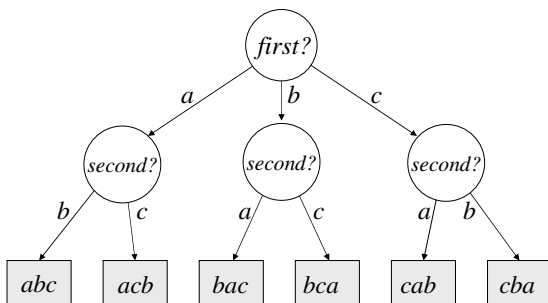 first?
a b c
second? second? second?
b c a c a b
abc acb bac bca cab cba